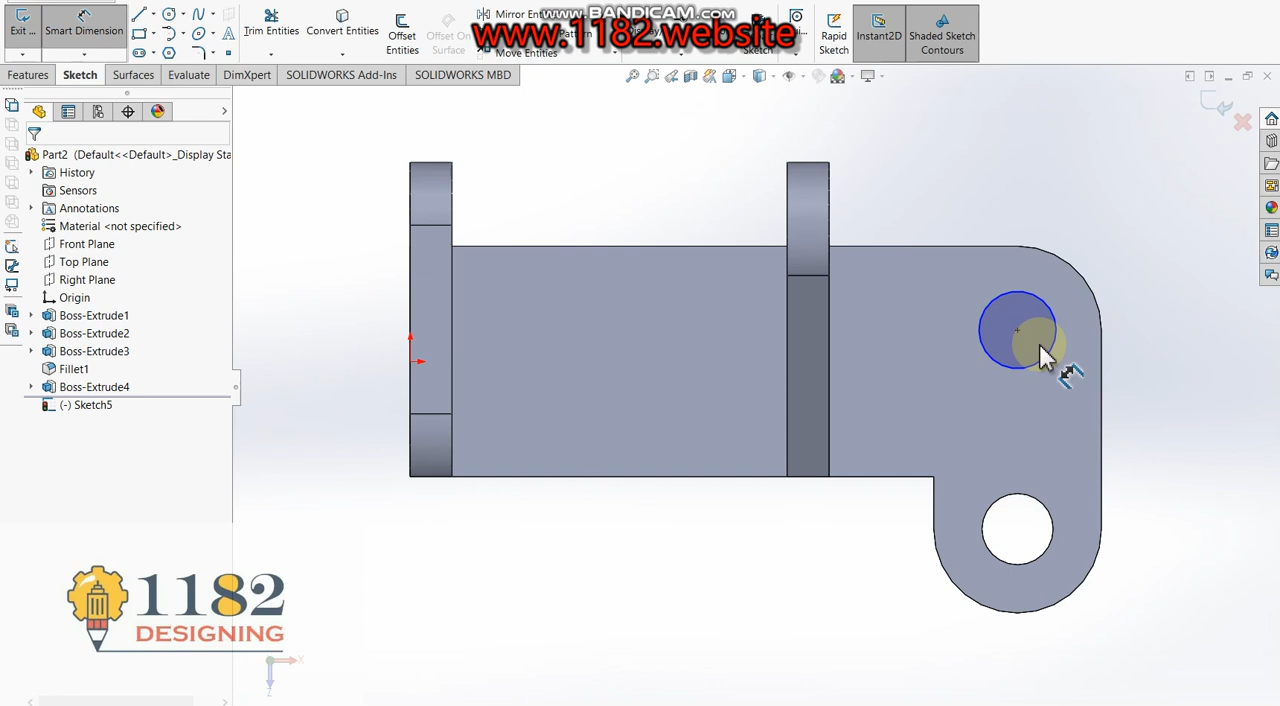 WWW.BANDICAM.COM
www.1182.website
Exit ...
Smart Dimension
Trim Entities
Convert Entities
Offset Entities
Offset On Surface
Mirror Enti
Move Entities
Rapid Sketch
Instant2D
Shaded Sketch Contours
Features
Sketch
Surfaces
Evaluate
DimXpert
SOLIDWORKS Add-Ins
SOLIDWORKS MBD
Part2 (Default<<Default>_Display Sta
History
Sensors
Annotations
Material <not specified>
Front Plane
Top Plane
Right Plane
Origin
Boss-Extrude1
Boss-Extrude2
Boss-Extrude3
Fillet1
Boss-Extrude4
(-) Sketch5
1182
DESIGNING
X
Z